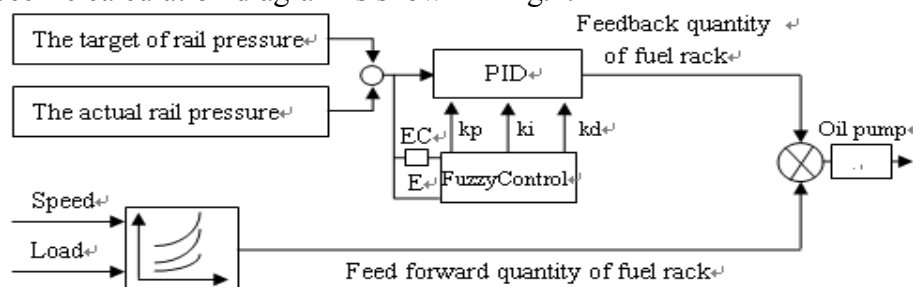 The target of rail pressure↵
The actual rail pressure↵
Feedback quantity ↵
of fuel rack↵
PID↵
kp
ki
kd↵
EC↵
E↵
FuzzyControl↵
Oil pump↵
Speed↵
Load↵
Feed forward quantity of fuel rack↵